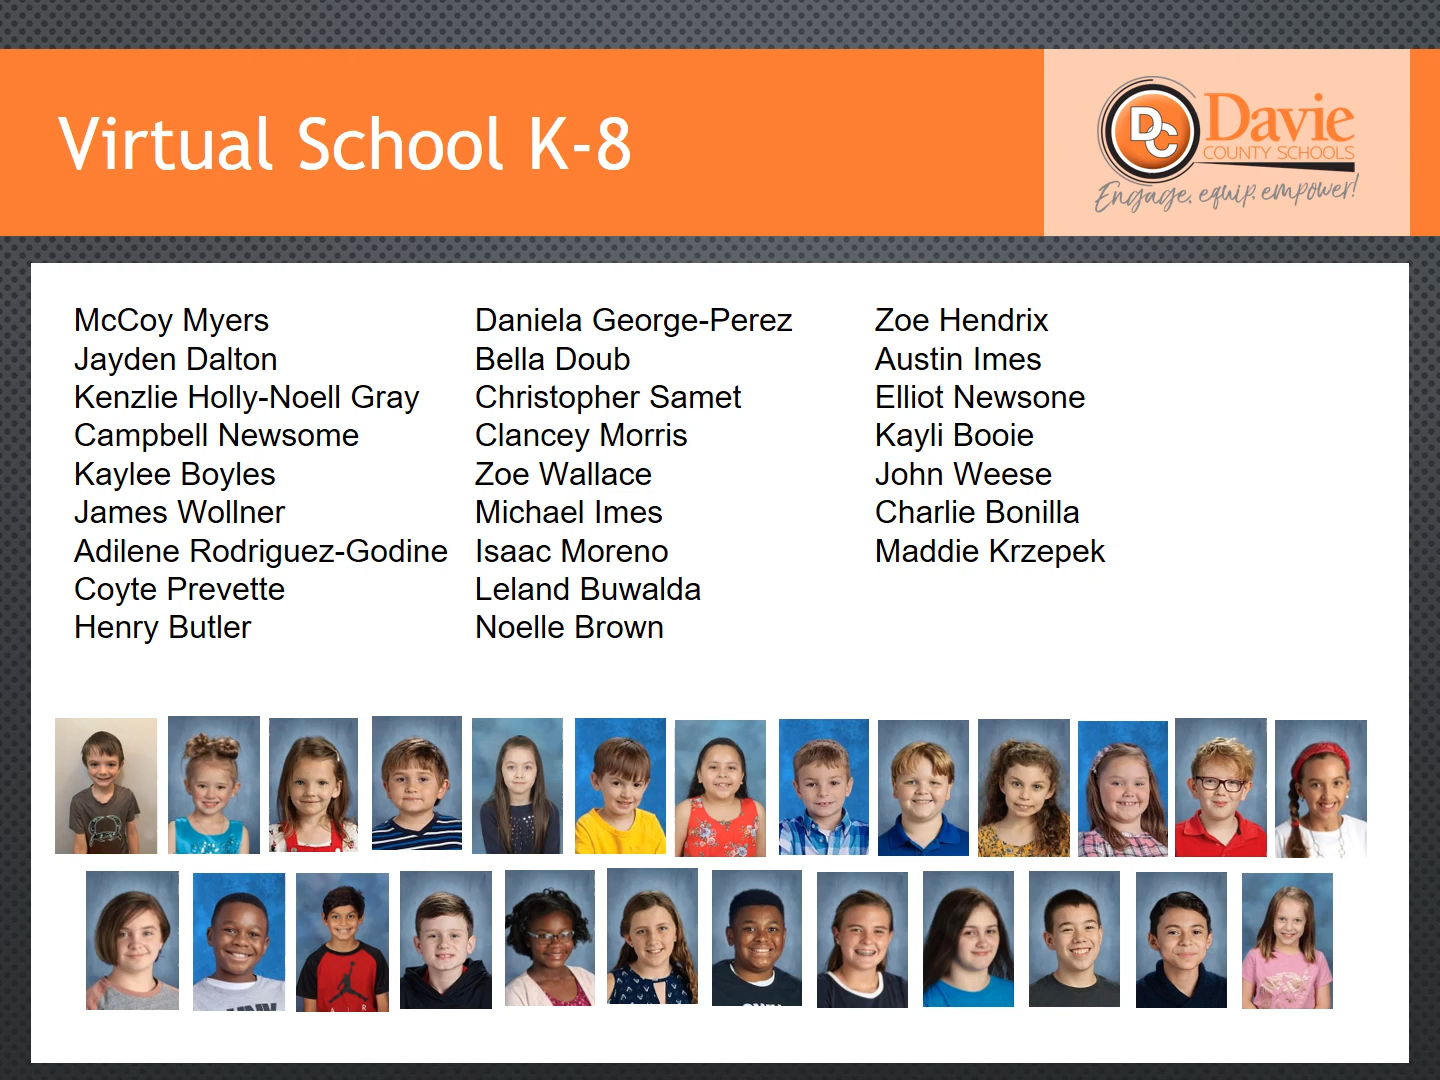 Virtual School K-8
DC
Davie
COUNTY SCHOOLS
Engage. equip. empower!
McCoy Myers
Jayden Dalton
Kenzlie Holly-Noell Gray
Campbell Newsome
Kaylee Boyles
James Wollner
Adilene Rodriguez-Godine
Coyte Prevette
Henry Butler
Daniela George-Perez
Bella Doub
Christopher Samet
Clancey Morris
Zoe Wallace
Michael Imes
Isaac Moreno
Leland Buwalda
Noelle Brown
Zoe Hendrix
Austin Imes
Elliot Newsone
Kayli Booie
John Weese
Charlie Bonilla
Maddie Krzepek